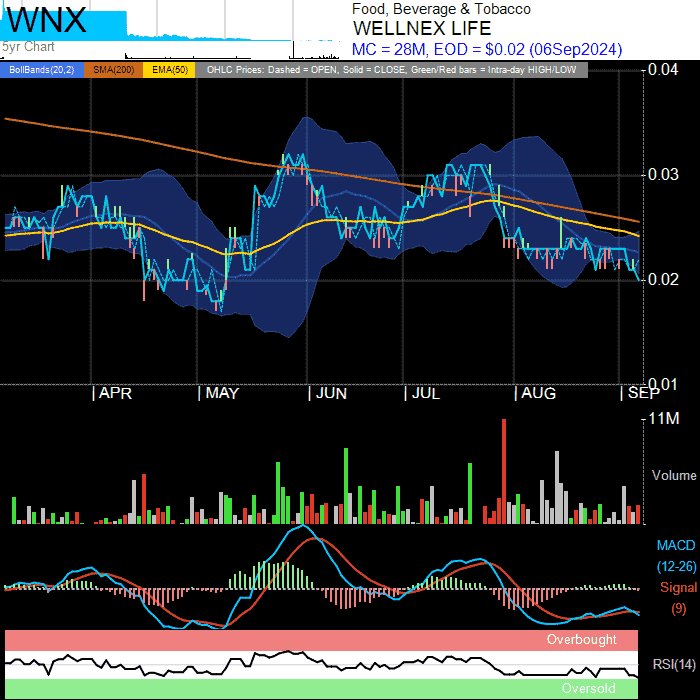 WNX
Food, Beverage & Tobacco
WELLNEX LIFE
5yr Chart
MC = 28M, EOD = $0.02 (06Sep2024)
BollBands(20,2) SMA(200) EMA(50) OHLC Prices: Dashed = OPEN, Solid = CLOSE, Green/Red bars = Intra-day HIGH/LOW
0.04
0.03
0.02
0.01
| APR | MAY | JUN | JUL | AUG | SEP
11M
Volume
MACD
(12-26)
Signal
(9)
Overbought
RSI(14)
Oversold